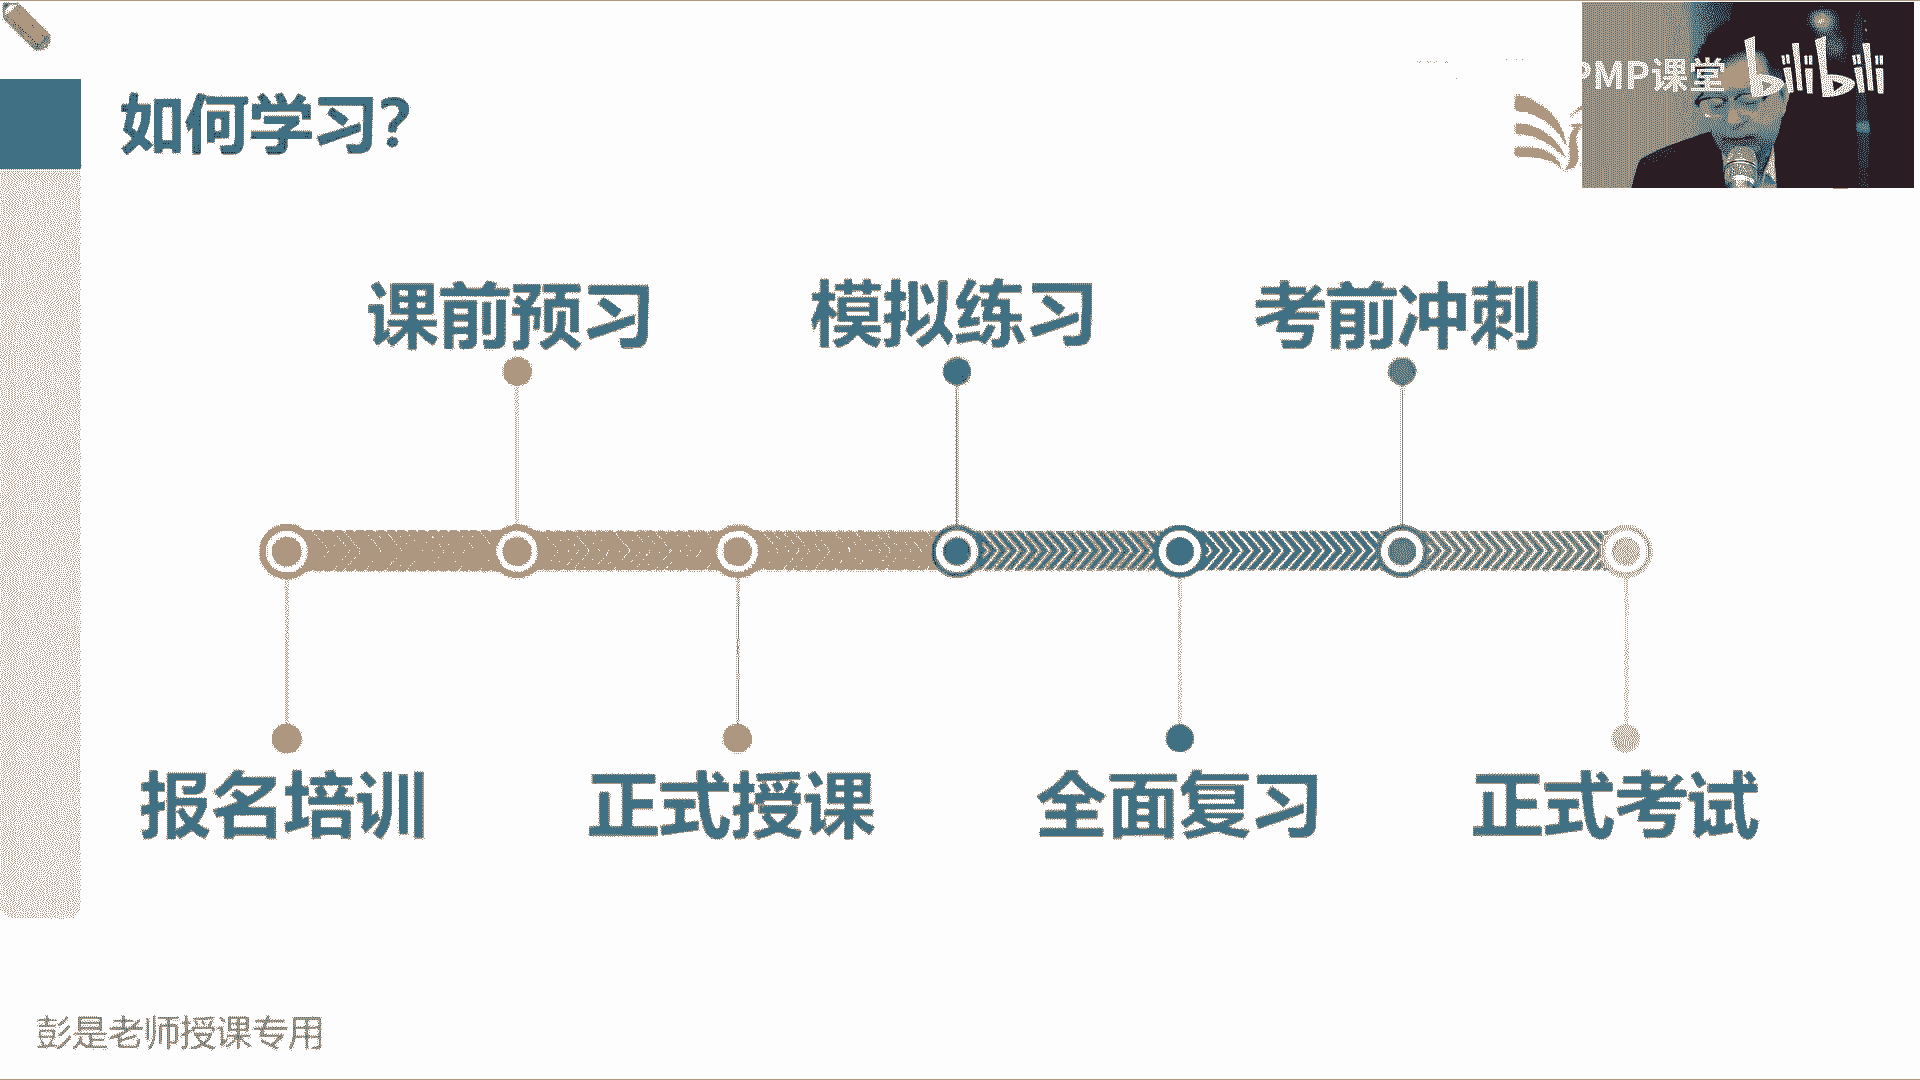 如何学习?
PMP课堂 bilibili
课前预习 模拟练习 考前冲刺
报名培训 正式授课 全面复习 正式考试
彭是老师授课专用